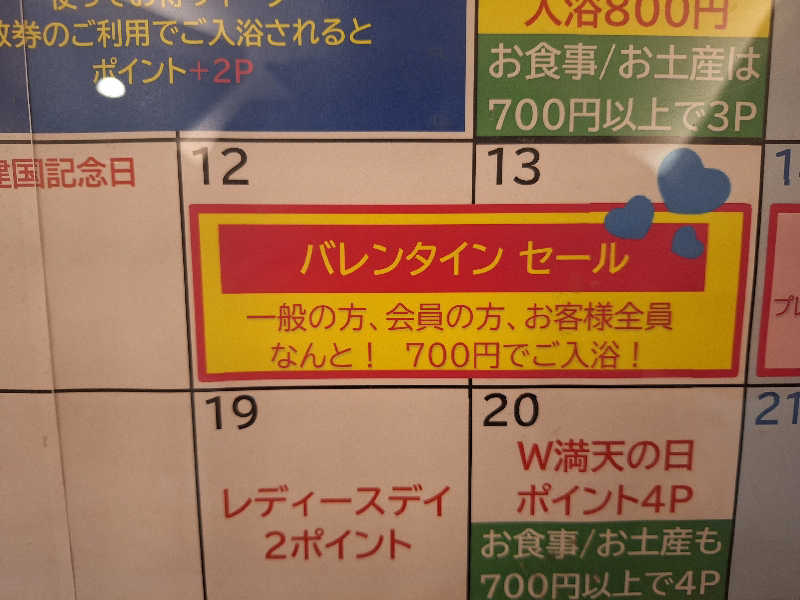 券のご利用でご入浴されると
ポイント+2P
入浴800円
お食事/お土産は
700円以上で3P
建国記念日
12
13
バレンタイン セール
一般の方、会員の方、お客様全員
なんと！ 700円でご入浴！
19
レディースデイ
2ポイント
20
W満天の日
ポイント4P
お食事/お土産も
700円以上で4P
21